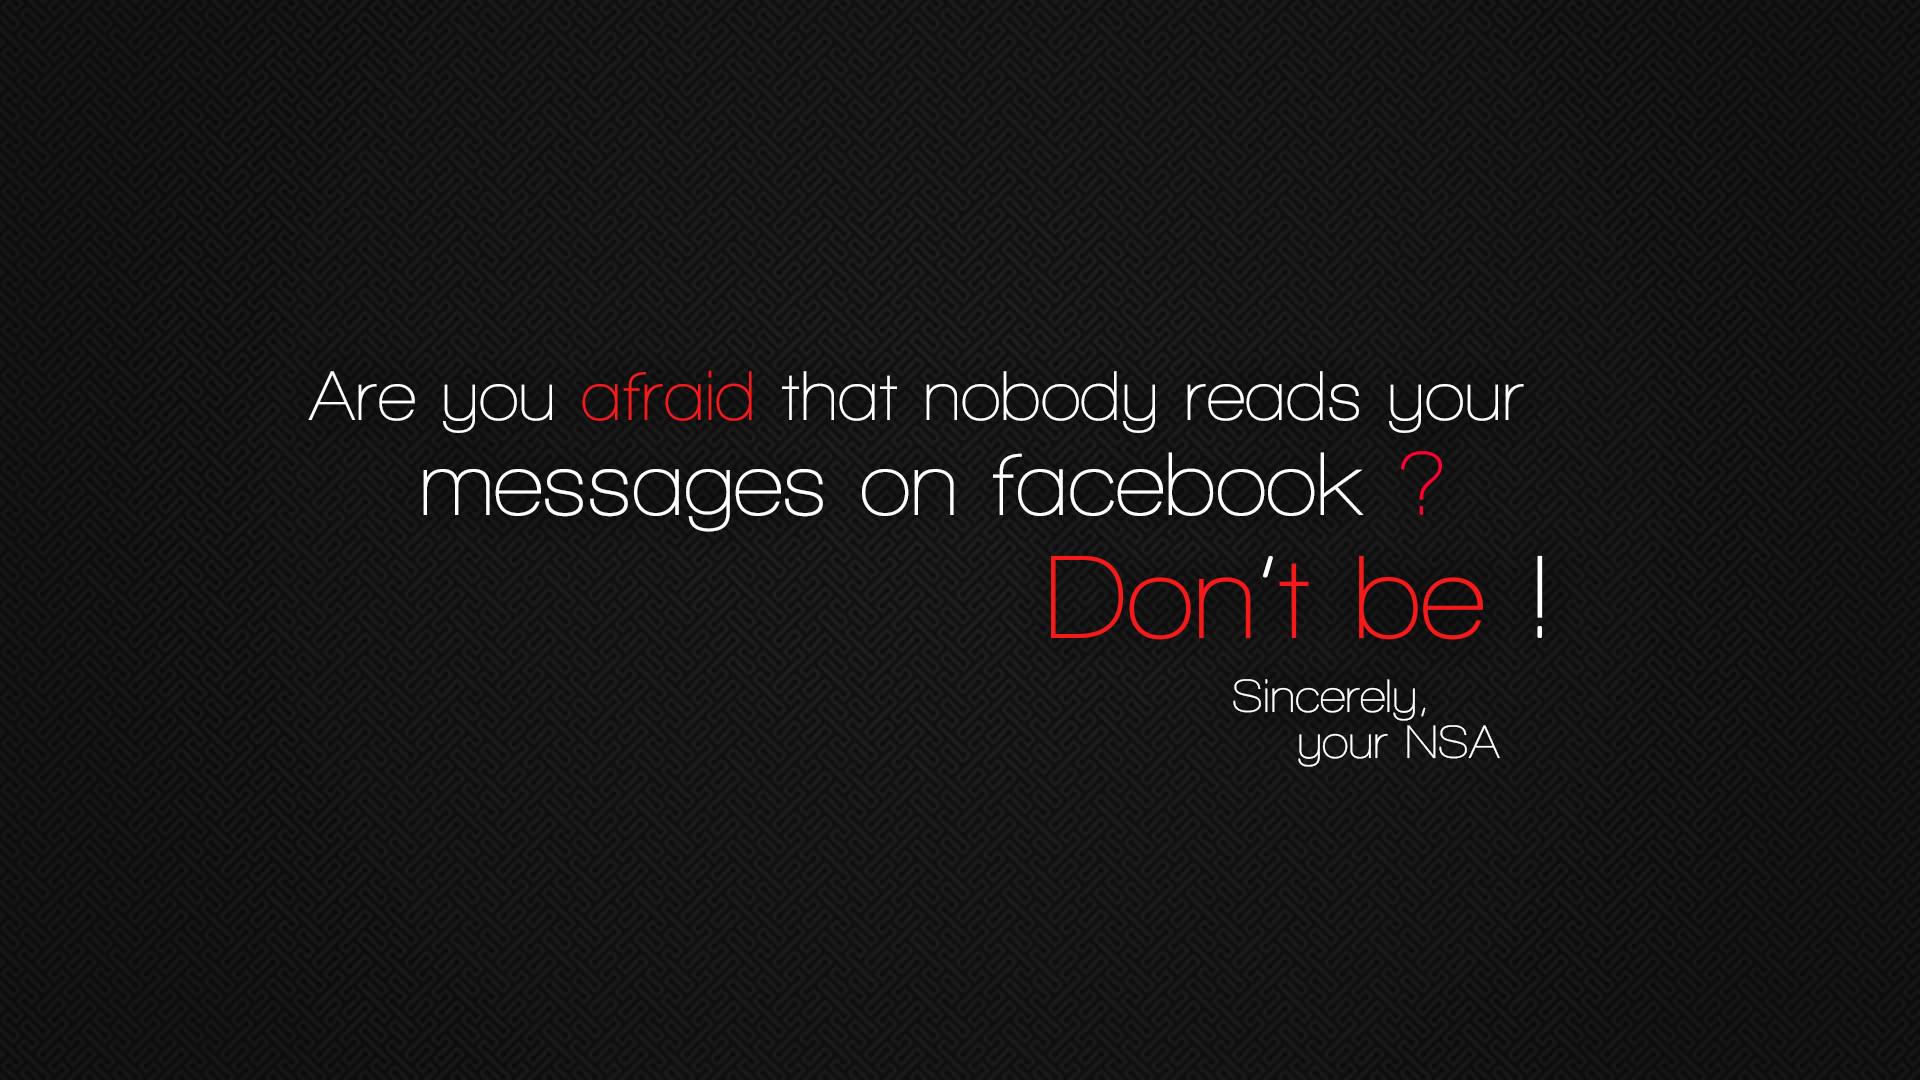 Are you afraid that nobody reads your
messages on facebook ?
Don't be !
Sincerely,
your NSA